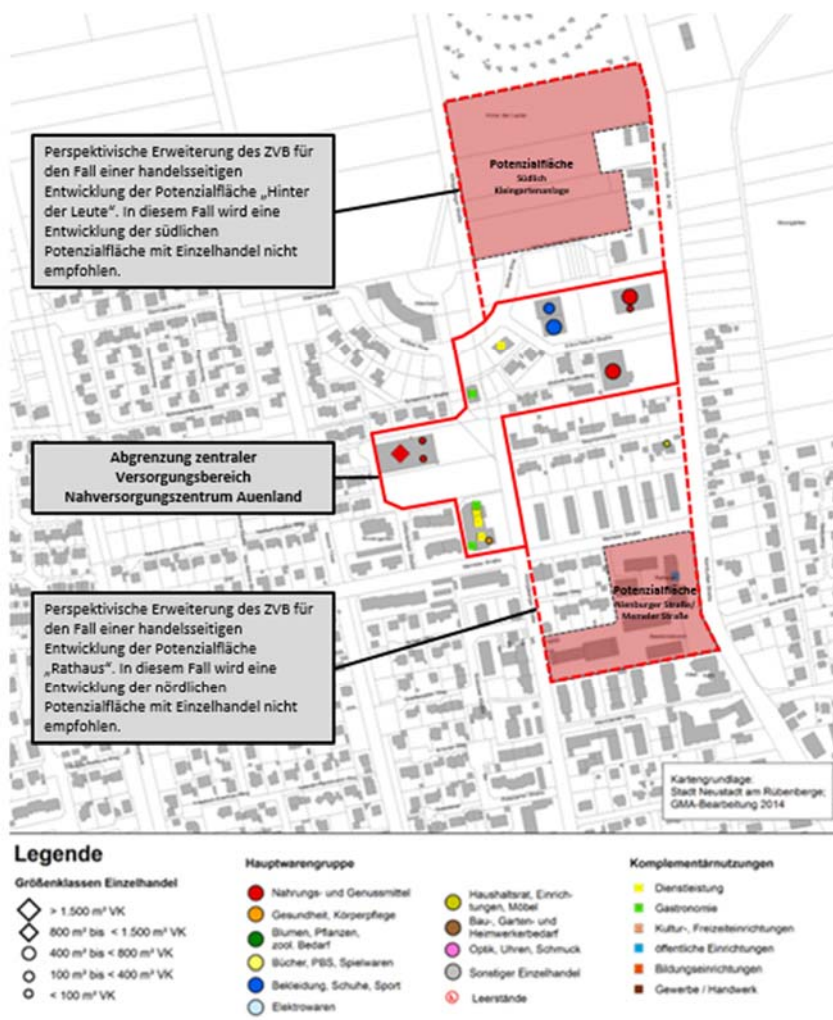 Perspektivische Erweiterung des ZVB für
den Fall einer handelsseitigen
Entwicklung der Potenzialfläche „Hinter
der Leute". In diesem Fall wird eine
Entwicklung der südlichen
Potenzialfläche mit Einzelhandel nicht
empfohlen.
Hinter der Leute
Potenzialfläche
Südlich
Kleingartenanlage
Abgrenzung zentraler
Versorgungsbereich
Nahversorgungszentrum Auenland
Perspektivische Erweiterung des ZVB für
den Fall einer handelsseitigen
Entwicklung der Potenzialfläche
„Rathaus". In diesem Fall wird eine
Entwicklung der nördlichen
Potenzialfläche mit Einzelhandel nicht
empfohlen.
Potenzialfläche
Nienburger Straße/
Memeler Straße
Kartengrundlage:
Stadt Neustadt am Rübenberge;
GMA-Bearbeitung 2014
Legende
Größenklassen Einzelhandel
> 1.500 m² VK
800 m² bis < 1.500 m² VK
400 m² bis < 800 m² VK
100 m² bis < 400 m² VK
< 100 m² VK
Hauptwarengruppe
Nahrungs- und Genussmittel
Gesundheit, Körperpflege
Blumen, Pflanzen,
zool. Bedarf
Bücher, PBS, Spielwaren
Bekleidung, Schuhe, Sport
Elektrowaren
Haushaltsrat, Einrich-
tungen, Möbel
Bau-, Garten- und
Heimwerkerbedarf
Optik, Uhren, Schmuck
Sonstiger Einzelhandel
Leerstände
Komplementärnutzungen
Dienstleistung
Gastronomie
Kultur-, Freizeiteinrichtungen
öffentliche Einrichtungen
Bildungseinrichtungen
Gewerbe / Handwerk